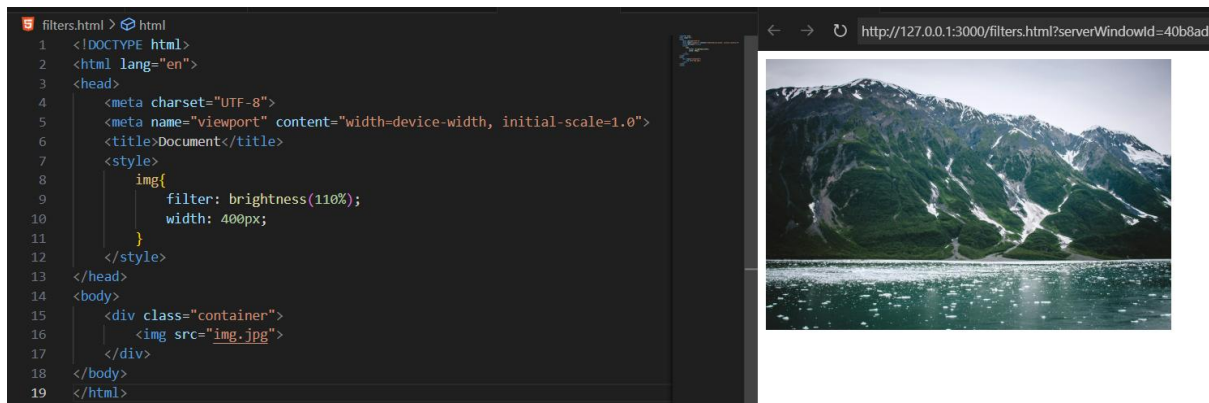 filters.html > html
1 <!DOCTYPE html>
2 <html lang="en">
3 <head>
4 <meta charset="UTF-8">
5 <meta name="viewport" content="width=device-width, initial-scale=1.0">
6 <title>Document</title>
7 <style>
8 img{
9 filter: brightness(110%);
10 width: 400px;
11 }
12 </style>
13 </head>
14 <body>
15 <div class="container">
16 <img src="img.jpg">
17 </div>
18 </body>
19 </html>
http://127.0.0.1:3000/filters.html?serverWindowId=40b8ad